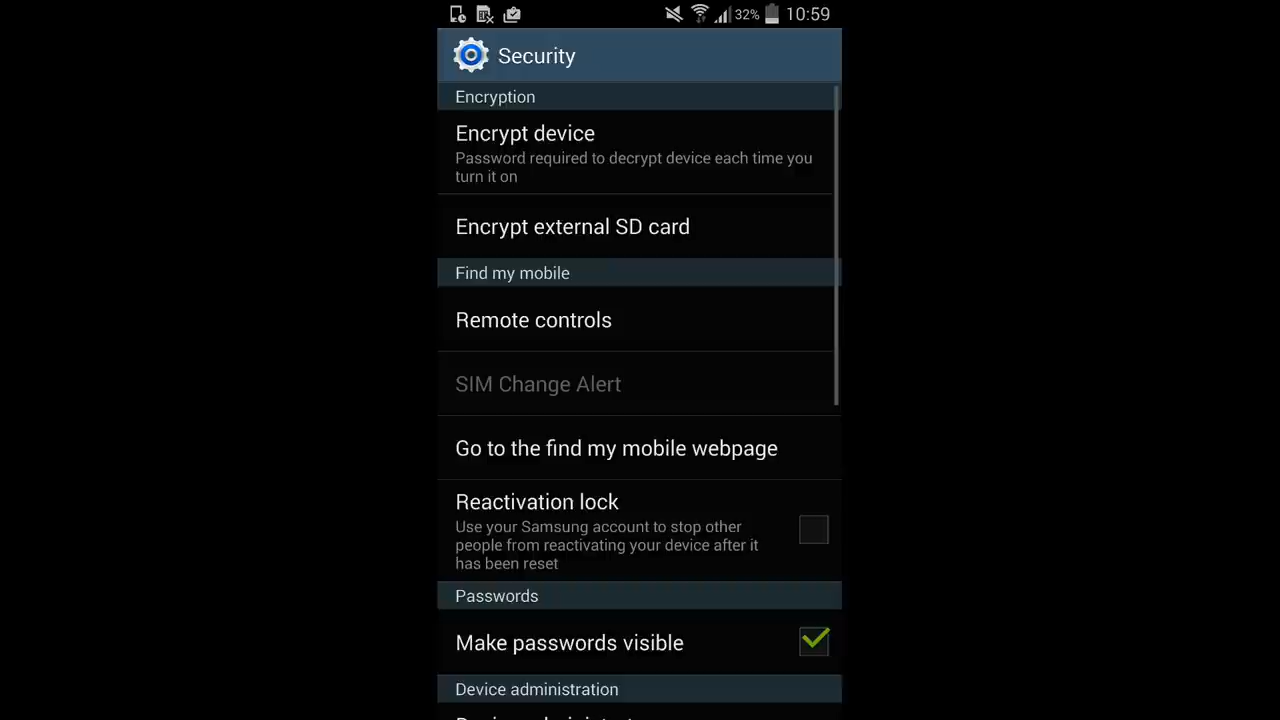 32% 10:59
Security
Encryption
Encrypt device
Password required to decrypt device each time you
turn it on
Encrypt external SD card
Find my mobile
Remote controls
SIM Change Alert
Go to the find my mobile webpage
Reactivation lock
Use your Samsung account to stop other
people from reactivating your device after it
has been reset
Passwords
Make passwords visible
Device administration